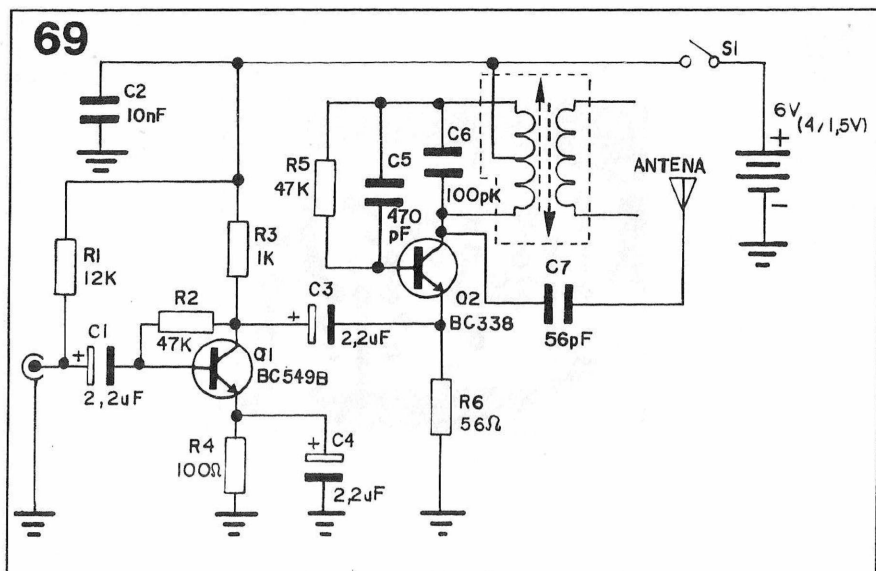 69
S1
C2
10nF
C6
C5
6V
(4/1,5V)
+
-
R5
47K
100pK
ANTENA
470
pF
R3
1K
R1
12K
C7
R2
C3
Q2
+
C1
47K
2,2uF
BC338
56pF
+
Q1
BC549B
2,2uF
R6
56Ω
R4
100Ω
+
C4
2,2uF